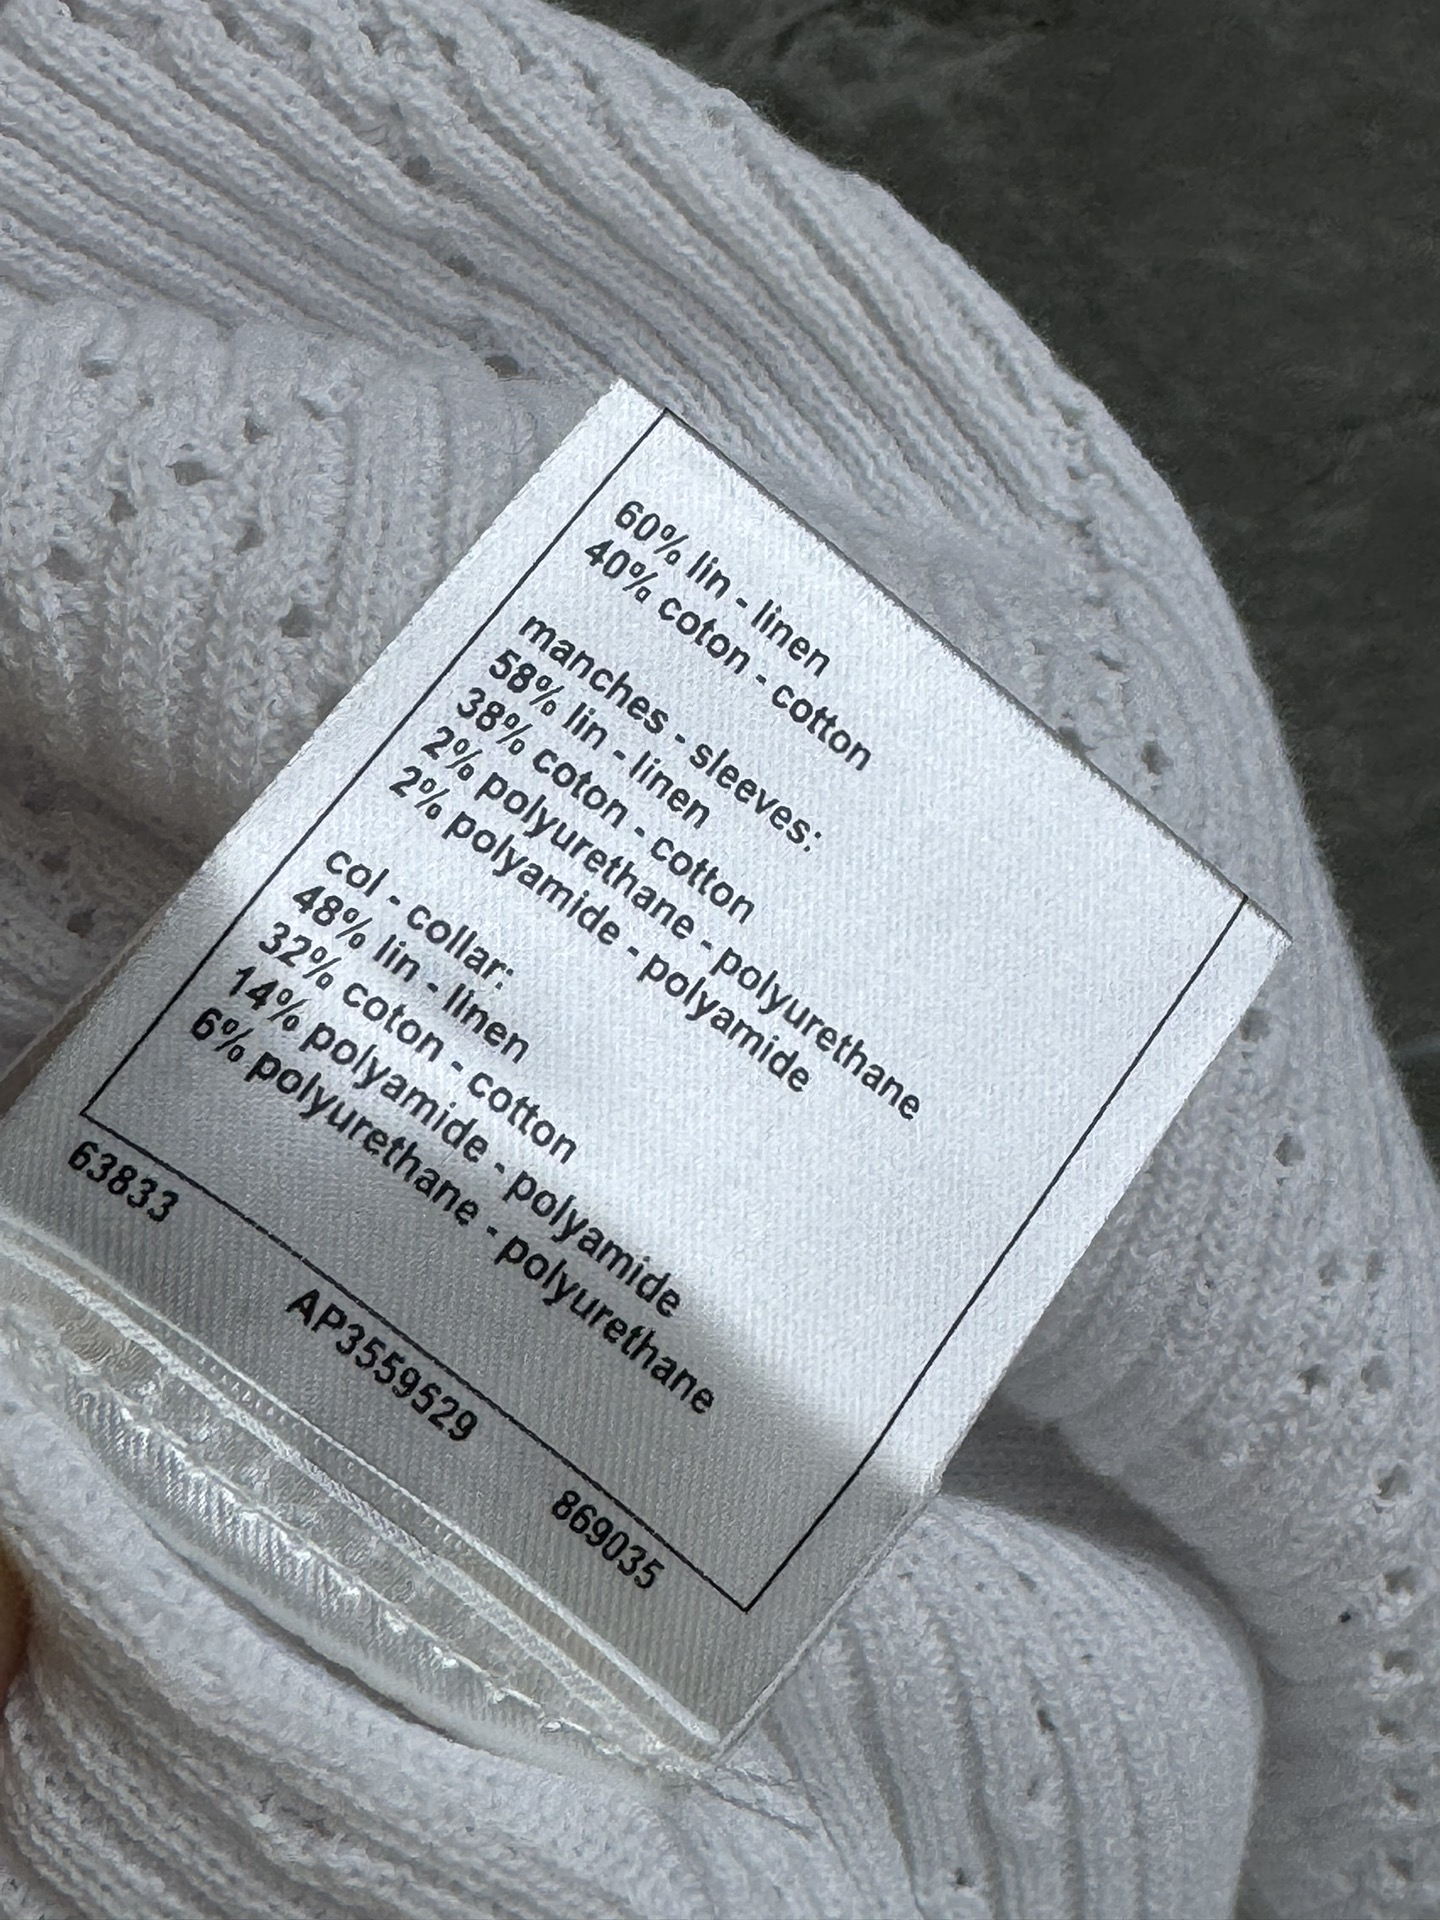 60% lin - linen
40% coton - cotton
manches - sleeves:
58% lin - linen
38% coton - cotton
2% polyurethane - polyurethane
2% polyamide - polyamide
col - collar:
48% lin - linen
32% coton - cotton
14% polyamide - polyamide
6% polyurethane - polyurethane
63833 AP3559529 869035